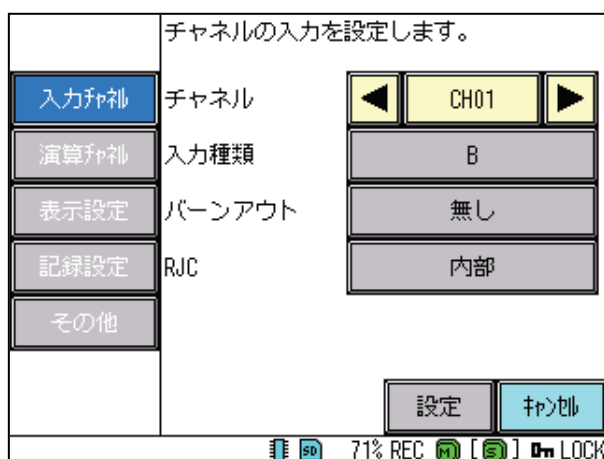 チャネルの入力を設定します。
入力ﾁｬﾈﾙ
チャネル
CH01
演算ﾁｬﾈﾙ
入力種類
B
表示設定
バーンアウト
無し
記録設定
RJC
内部
その他
設定
ｷｬﾝｾﾙ
SD 71% REC M [ S ] LOCK